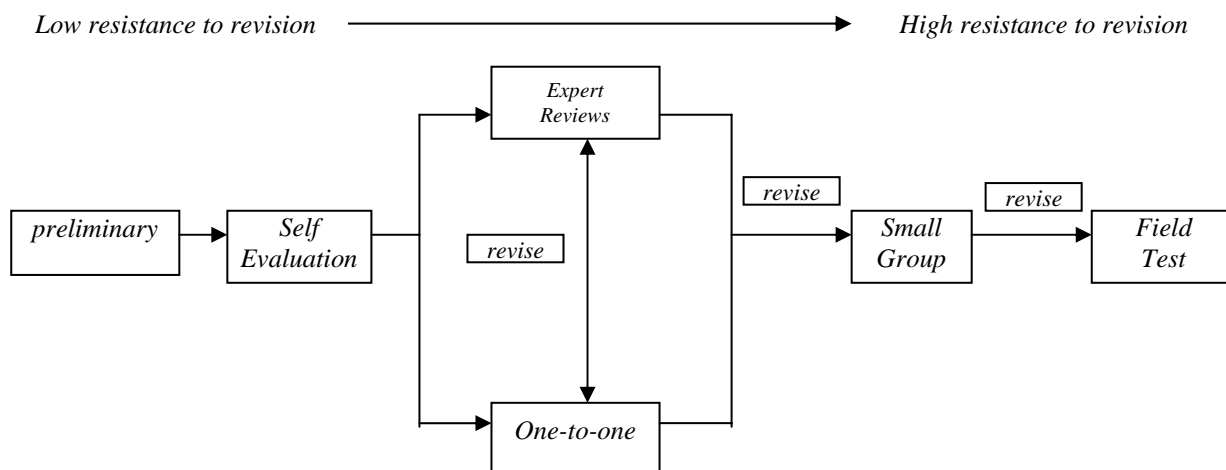 Low resistance to revision
High resistance to revision
Expert
Reviews
preliminary
Self
Evaluation
revise
revise
Small
Group
revise
Field
Test
One-to-one